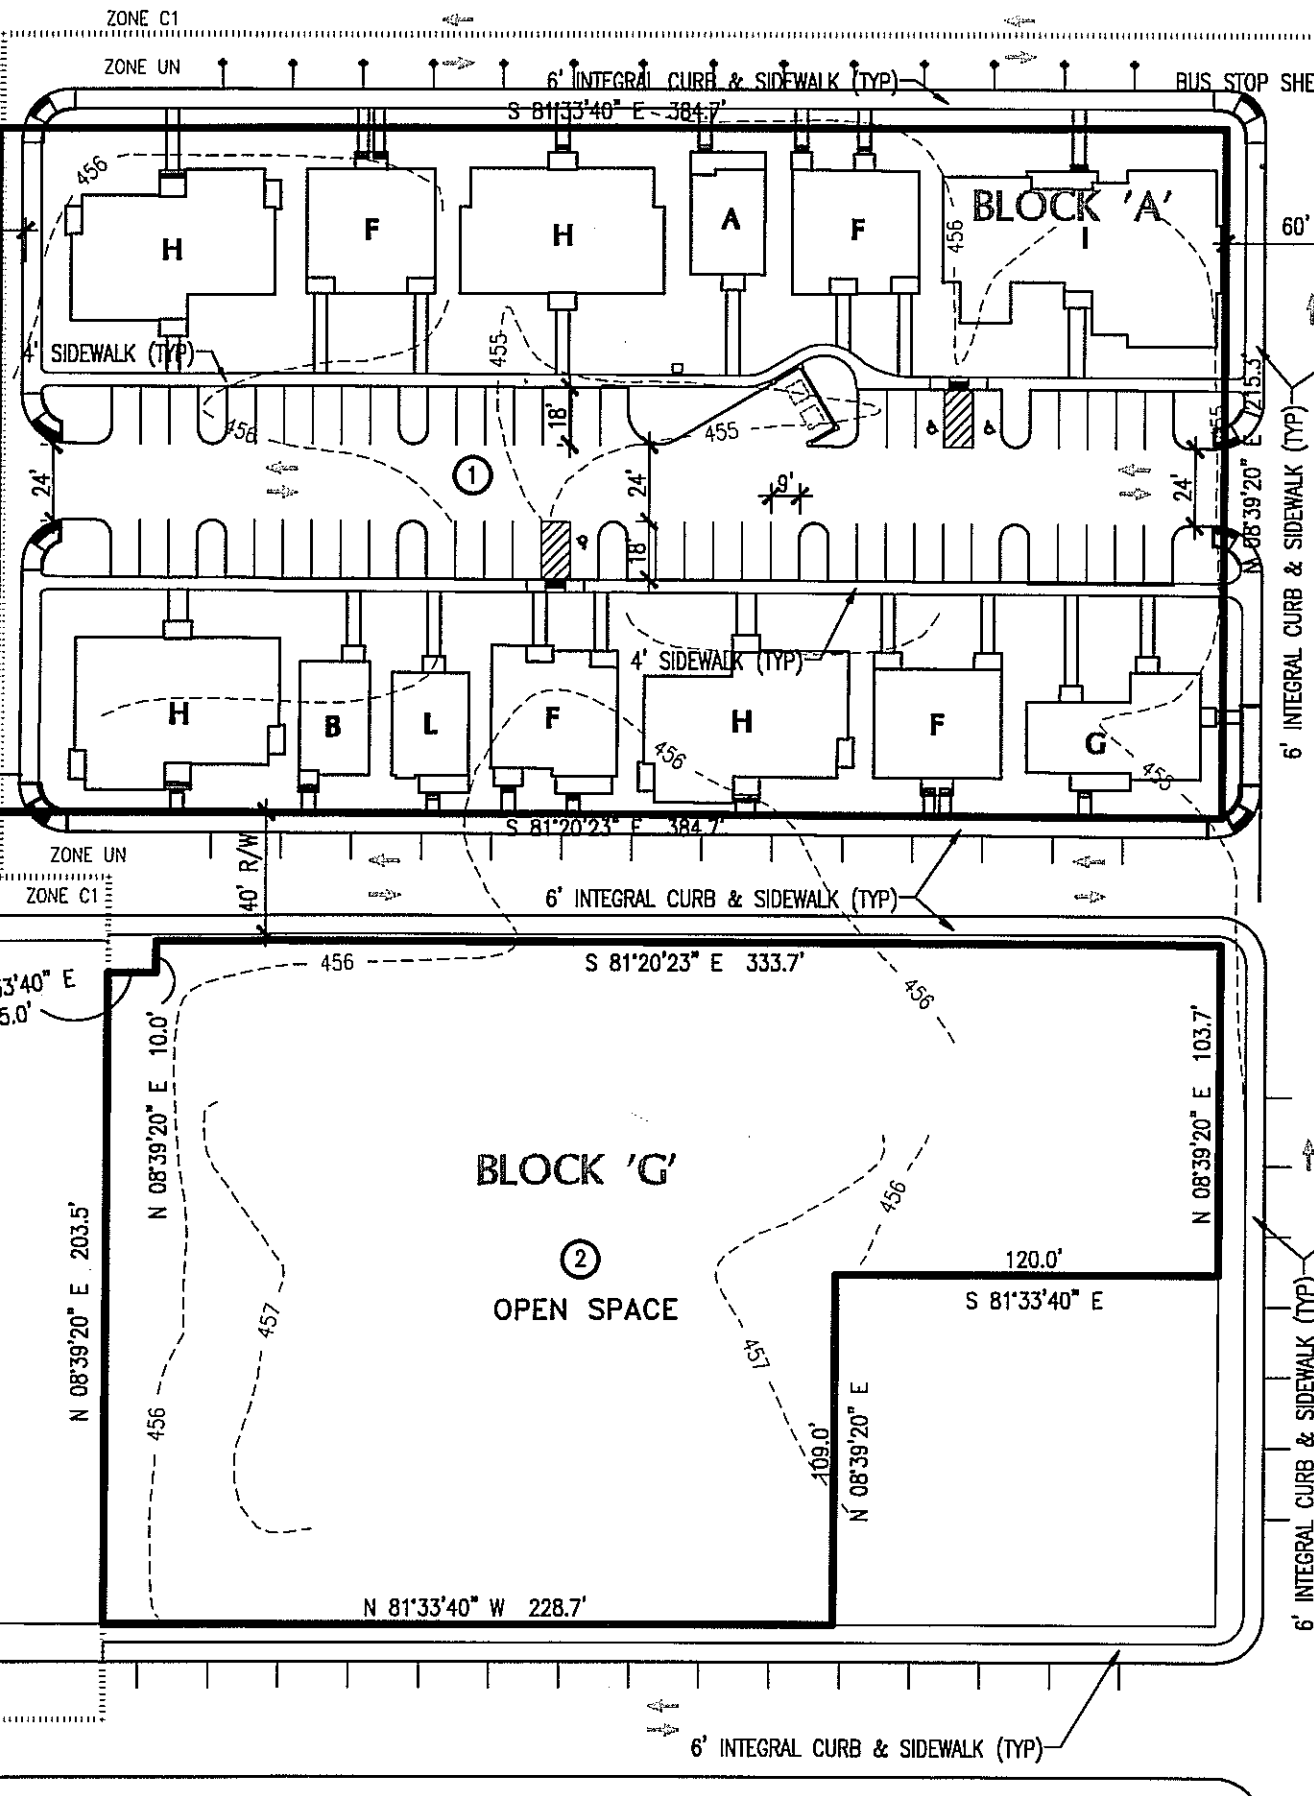 ZONE C1
ZONE UN
6' INTEGRAL CURB & SIDEWALK (TYP)
BUS STOP SHE
S 81°33'40" E 384.7'
456
BLOCK 'A'
H
F
H
A
F
I
456
60'
4' SIDEWALK (TYP)
455
456
18'
455
N 08°39'20" E 215.3'
455
6' INTEGRAL CURB & SIDEWALK (TYP)
24'
1
24'
9'
24'
18'
4' SIDEWALK (TYP)
H
B
L
F
H
F
G
456
455
S 81°20'23" E 384.7'
ZONE UN
ZONE C1
40' R/W
6' INTEGRAL CURB & SIDEWALK (TYP)
456
S 81°20'23" E 333.7'
53'40" E
5.0'
456
N 08°39'20" E 10.0'
N 08°39'20" E 103.7'
BLOCK 'G'
456
N 08°39'20" E 203.5'
2
120.0'
OPEN SPACE
S 81°33'40" E
457
457
456
109.0'
N 08°39'20" E
6' INTEGRAL CURB & SIDEWALK (TYP)
N 81°33'40" W 228.7'
6' INTEGRAL CURB & SIDEWALK (TYP)